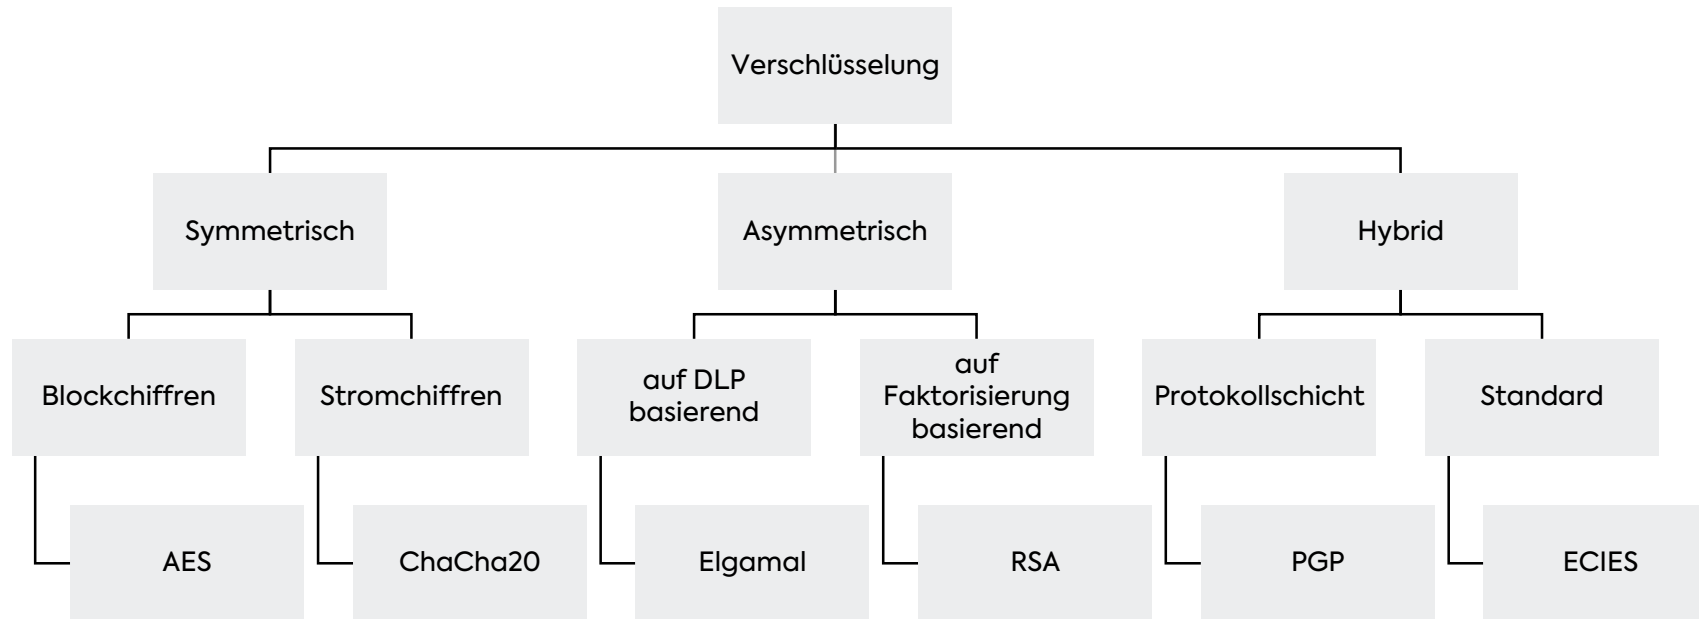 Verschlüsselung
Symmetrisch
Asymmetrisch
Hybrid
Blockchiffren
Stromchiffren
auf DLP
basierend
auf
Faktorisierung
basierend
Protokollschicht
Standard
AES
ChaCha20
Elgamal
RSA
PGP
ECIES